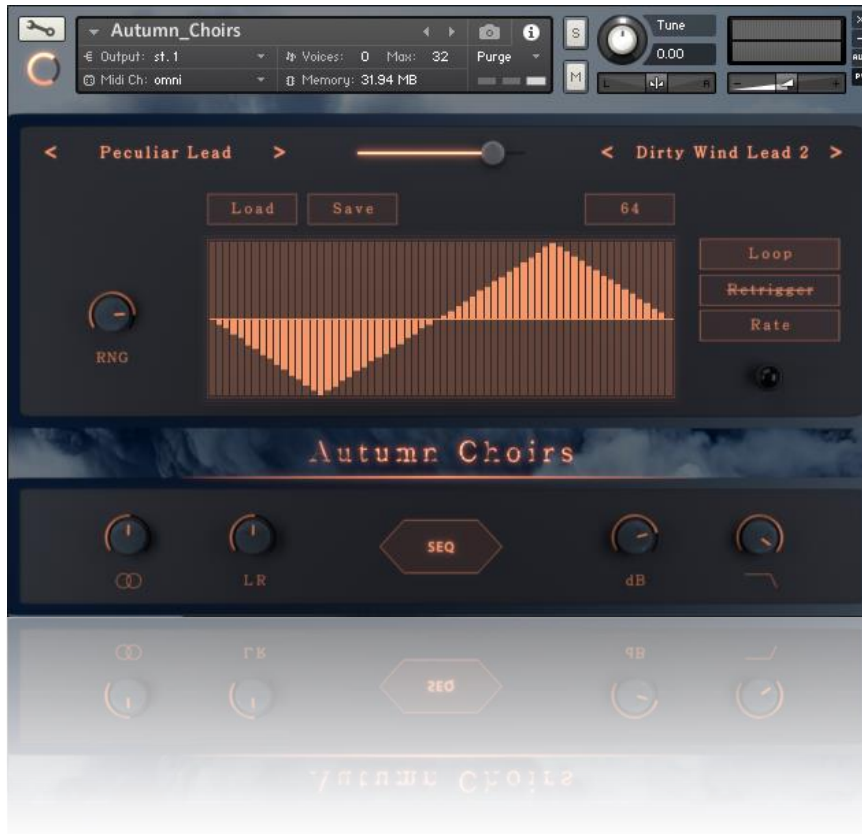 Autumn_Choirs
Output: st. 1
Voices: 0 Max: 32
Purge
Midi Ch: omni
Memory: 31.94 MB
S
M
Tune
0.00
L
R
-
+
< Peculiar Lead >
< Dirty Wind Lead 2 >
Load
Save
64
Loop
Retrigger
Rate
RNG
Autumn Choirs
LR
SEQ
dB